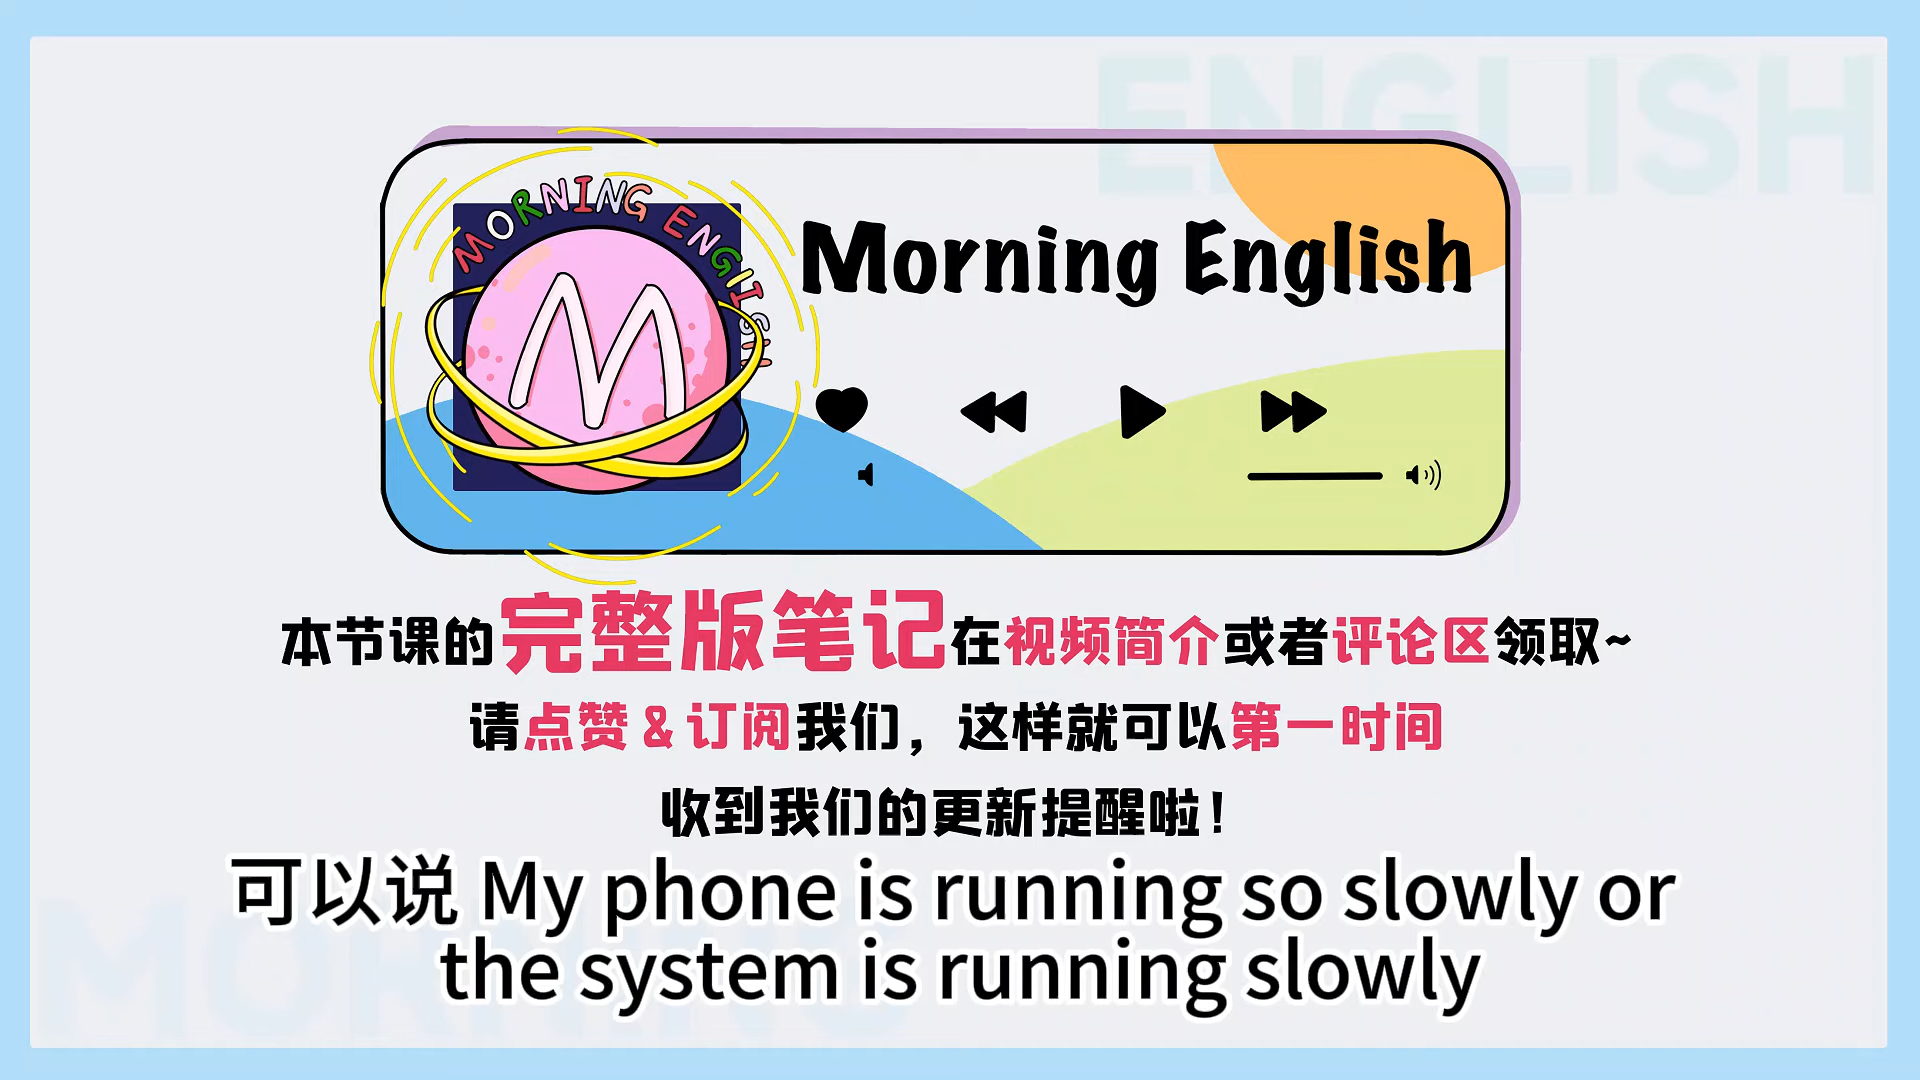 ENGLISH
MORNING ENGLISH
M
Morning English
本节课的完整版笔记在视频简介或者评论区领取~
请点赞&订阅我们，这样就可以第一时间
收到我们的更新提醒啦！
可以说 My phone is running so slowly or
the system is running slowly
MORNING